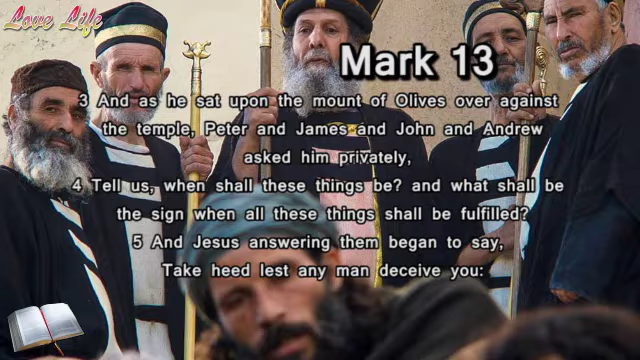 Love Life
Mark 13
3 And as he sat upon the mount of Olives over against
the temple, Peter and James and John and Andrew
asked him privately,
4 Tell us, when shall these things be? and what shall be
the sign when all these things shall be fulfilled?
5 And Jesus answering them began to say,
Take heed lest any man deceive you: